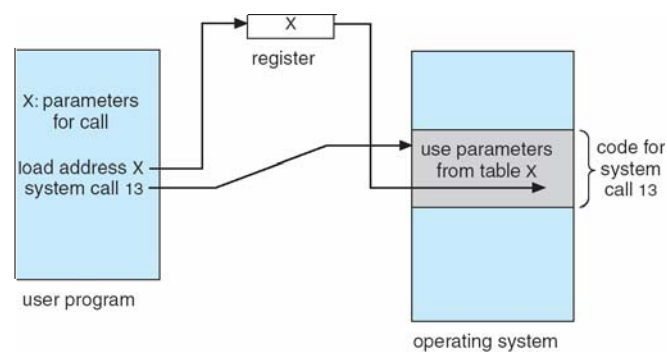 X
register
X: parameters
for call
load address X
system call 13
user program
use parameters
from table X
code for
system
call 13
operating system